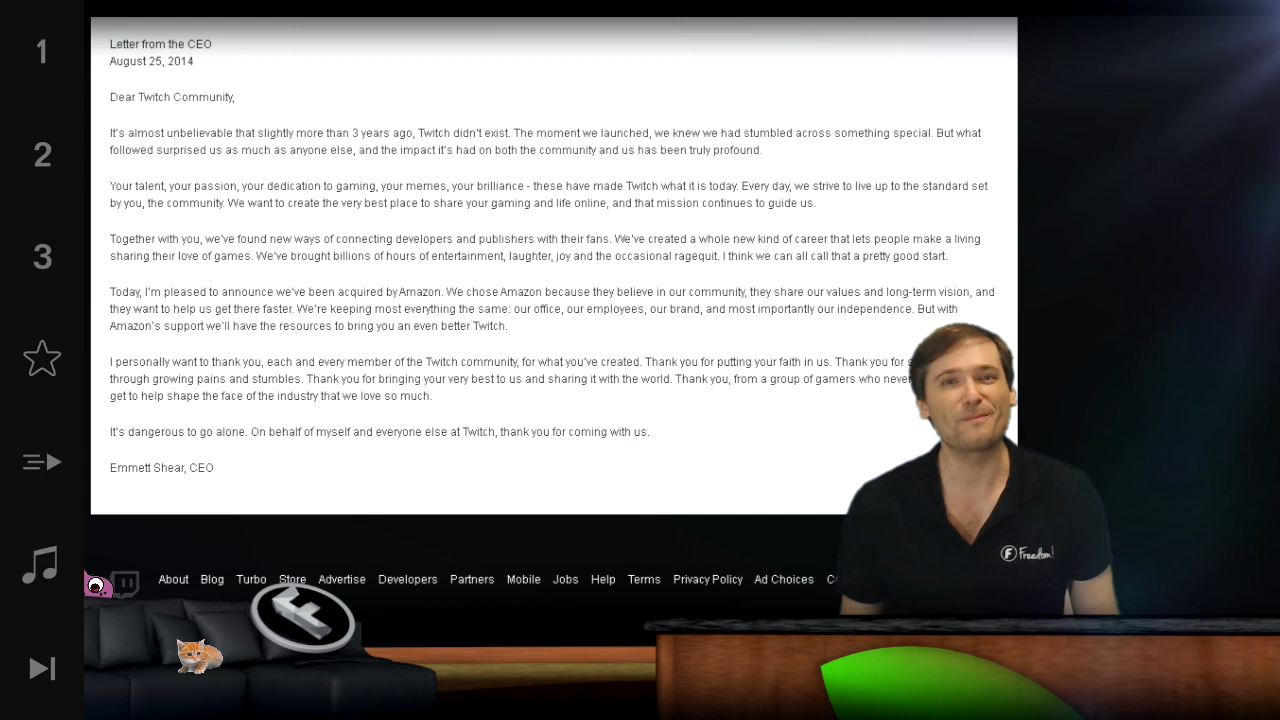 1
2
3
Letter from the CEO
August 25, 2014
Dear Twitch Community,
It's almost unbelievable that slightly more than 3 years ago, Twitch didn't exist. The moment we launched, we knew we had stumbled across something special. But what
followed surprised us as much as anyone else, and the impact it's had on both the community and us has been truly profound.
Your talent, your passion, your dedication to gaming, your memes, your brilliance - these have made Twitch what it is today. Every day, we strive to live up to the standard set
by you, the community. We want to create the very best place to share your gaming and life online, and that mission continues to guide us.
Together with you, we've found new ways of connecting developers and publishers with their fans. We've created a whole new kind of career that lets people make a living
sharing their love of games. We've brought billions of hours of entertainment, laughter, joy and the occasional ragequit. I think we can all call that a pretty good start.
Today, I'm pleased to announce we've been acquired by Amazon. We chose Amazon because they believe in our community, they share our values and long-term vision, and
they want to help us get there faster. We're keeping most everything the same: our office, our employees, our brand, and most importantly our independence. But with
Amazon's support we'll have the resources to bring you an even better Twitch.
I personally want to thank you, each and every member of the Twitch community, for what you've created. Thank you for putting your faith in us. Thank you for
through growing pains and stumbles. Thank you for bringing your very best to us and sharing it with the world. Thank you, from a group of gamers who never
get to help shape the face of the industry that we love so much.
It's dangerous to go alone. On behalf of myself and everyone else at Twitch, thank you for coming with us.
Emmett Shear, CEO
F Freedom!
About Blog Turbo Store Advertise Developers Partners Mobile Jobs Help Terms Privacy Policy Ad Choices
F